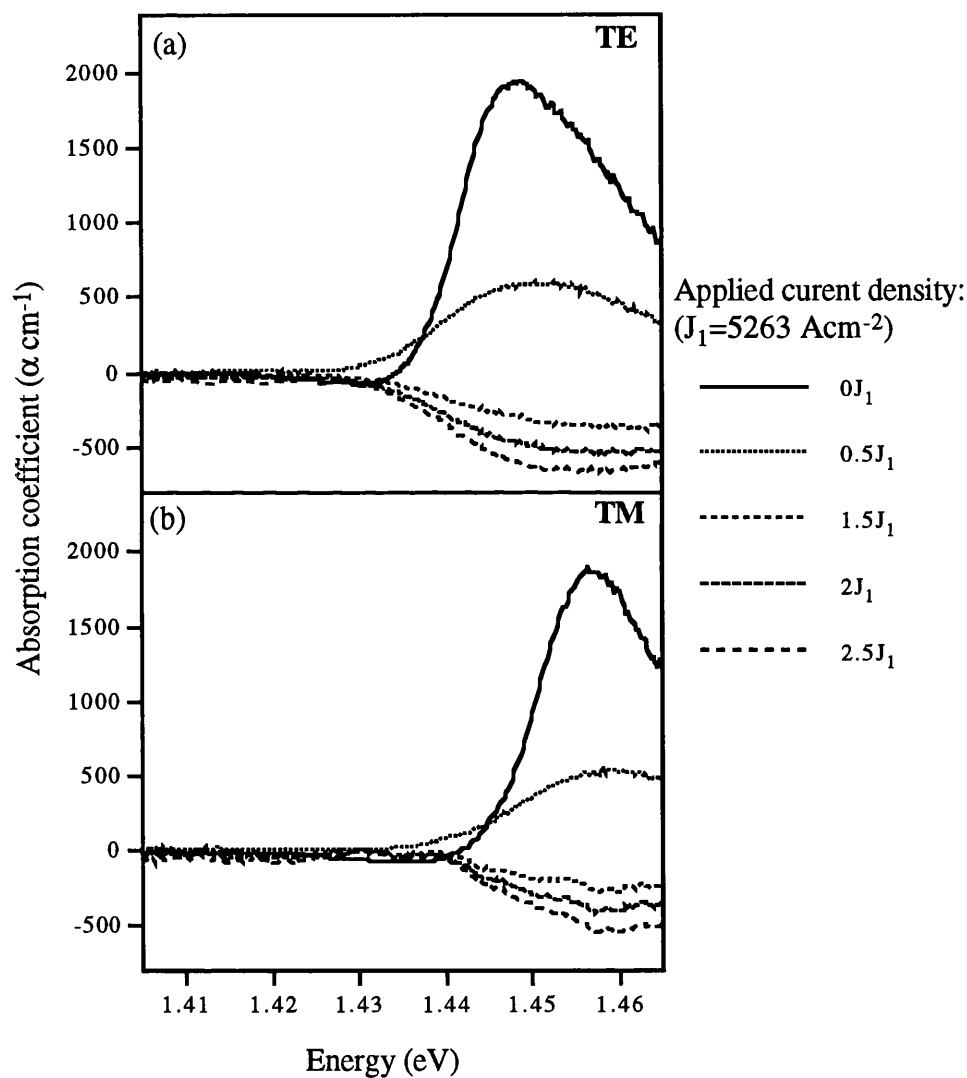 (a) TE
2000
1500
1000
500
0
-500
(b) TM
2000
1500
1000
500
0
-500
1.41 1.42 1.43 1.44 1.45 1.46
Energy (eV)
Absorption coefficient (α cm⁻¹)
Applied curent density:
(J₁=5263 Acm⁻²)
0J₁
0.5J₁
1.5J₁
2J₁
2.5J₁